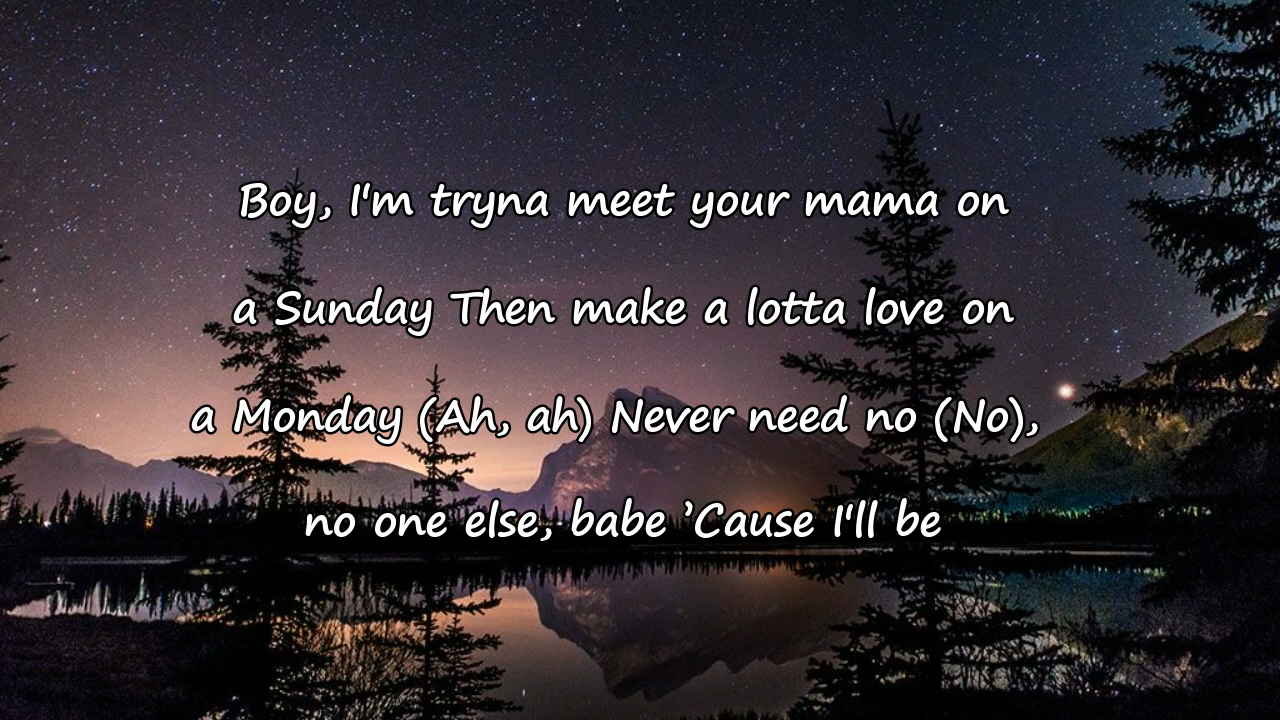 Boy, I'm tryna meet your mama on
a Sunday Then make a lotta love on
a Monday (Ah, ah) Never need no (No),
no one else, babe ’Cause I'll be